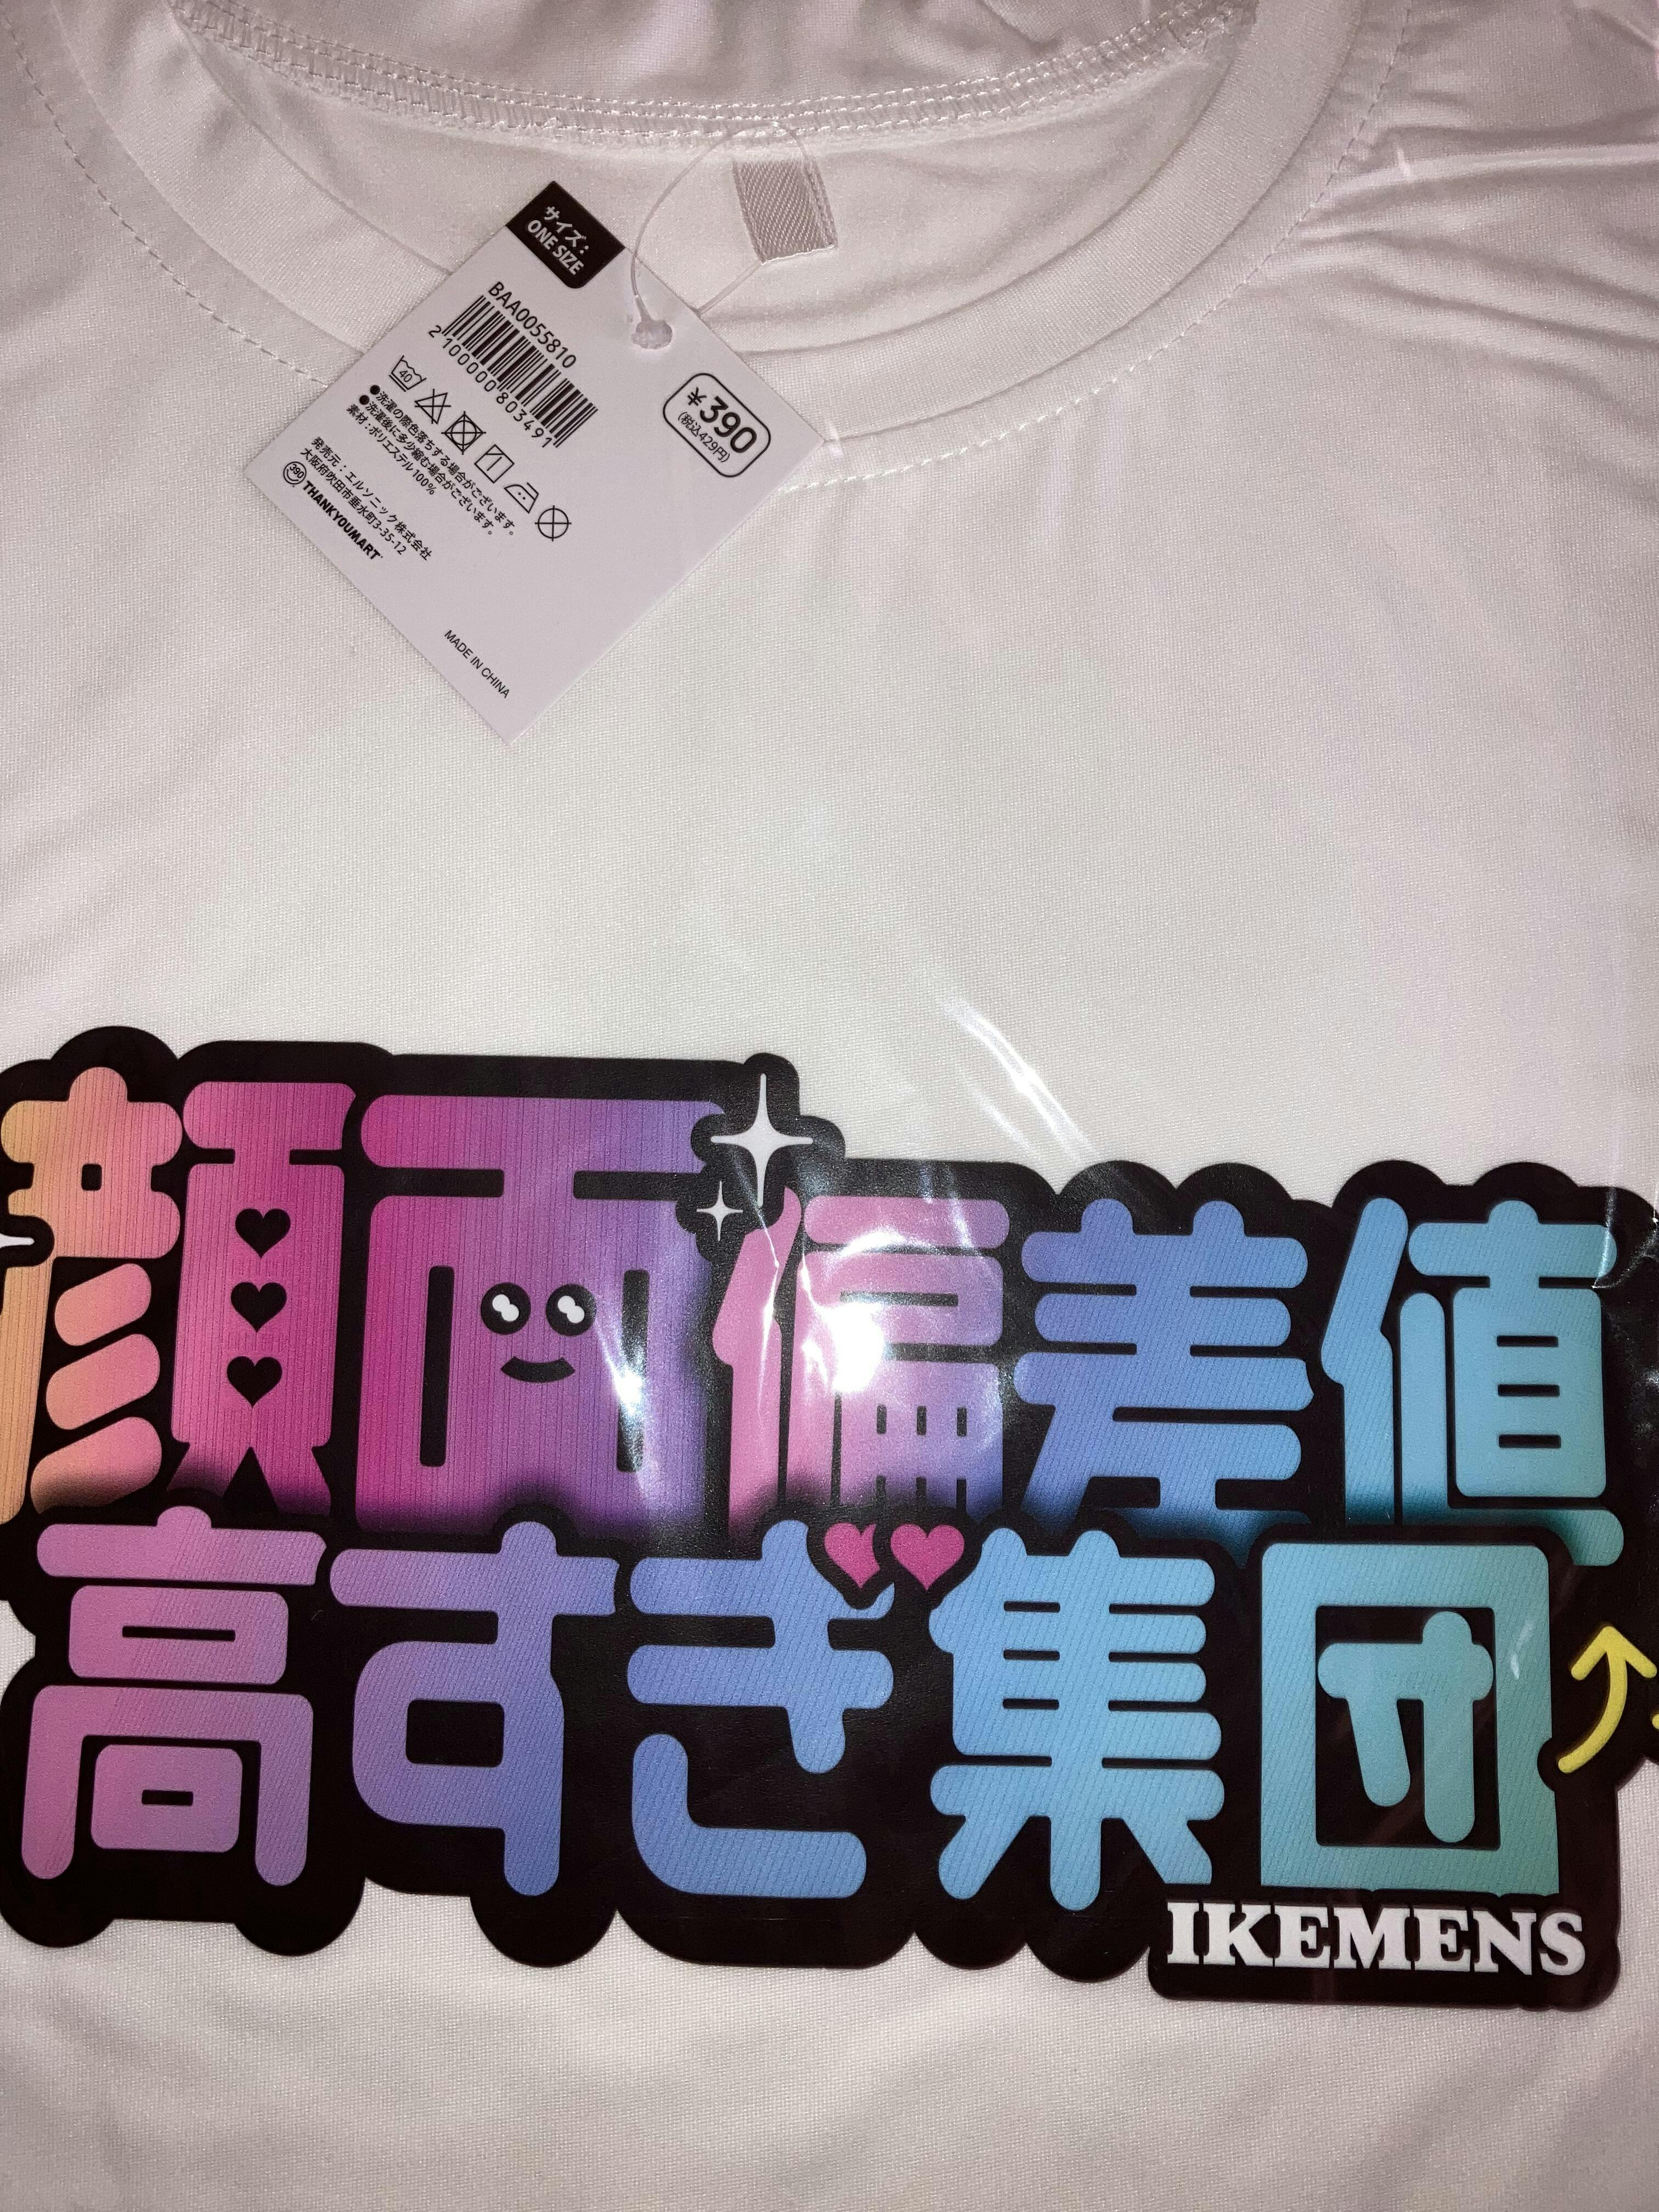 サイズ:
ONE SIZE
BAA0055810
2100000803491
¥390
(税込429円)
40
●洗濯の際色落ちする場合がございます。
●洗濯後に多少縮む場合がございます。
素材:ポリエステル100%
発売元:エルソニック株式会社
大阪府吹田市垂水町3-35-12
390 THANKYOUMART
MADE IN CHINA
顔面偏差値
高すぎ集団
IKEMENS